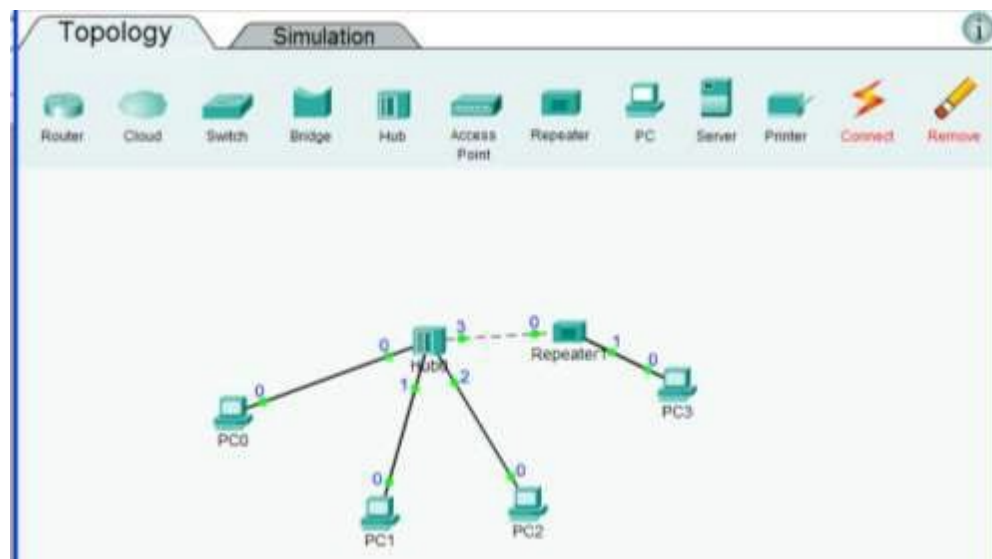 Topology
Simulation
i
Router
Cloud
Switch
Bridge
Hub
Access
Point
Repeater
PC
Server
Printer
Connect
Remove
0
3
0
Hub0
Repeater1
1
0
0
1
2
PC3
PC0
0
0
PC1
PC2